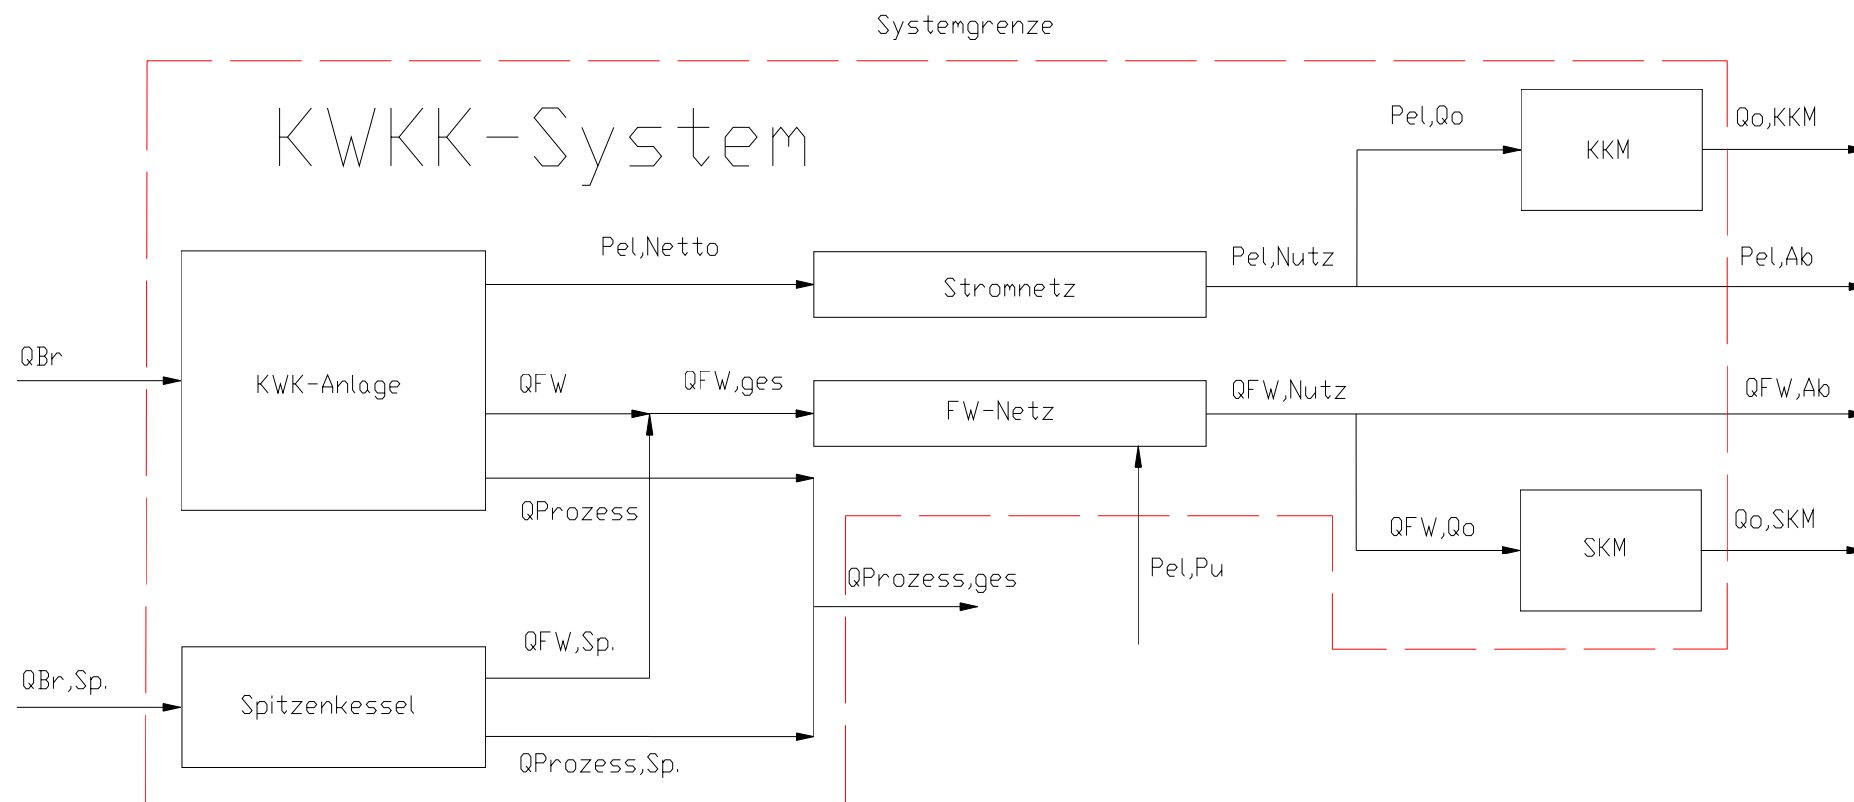 Systemgrenze
KWKK-System
Pel,Qo
Qo,KKM
KKM
Pel,Netto
Pel,Nutz
Pel,Ab
Stromnetz
QBr
KWK-Anlage
QFW
QFW,ges
FW-Netz
QFW,Nutz
QFW,Ab
QProzess
QFW,Qo
Qo,SKM
SKM
QProzess,ges
Pel,Pu
QFW,Sp.
QBr,Sp.
Spitzenkessel
QProzess,Sp.